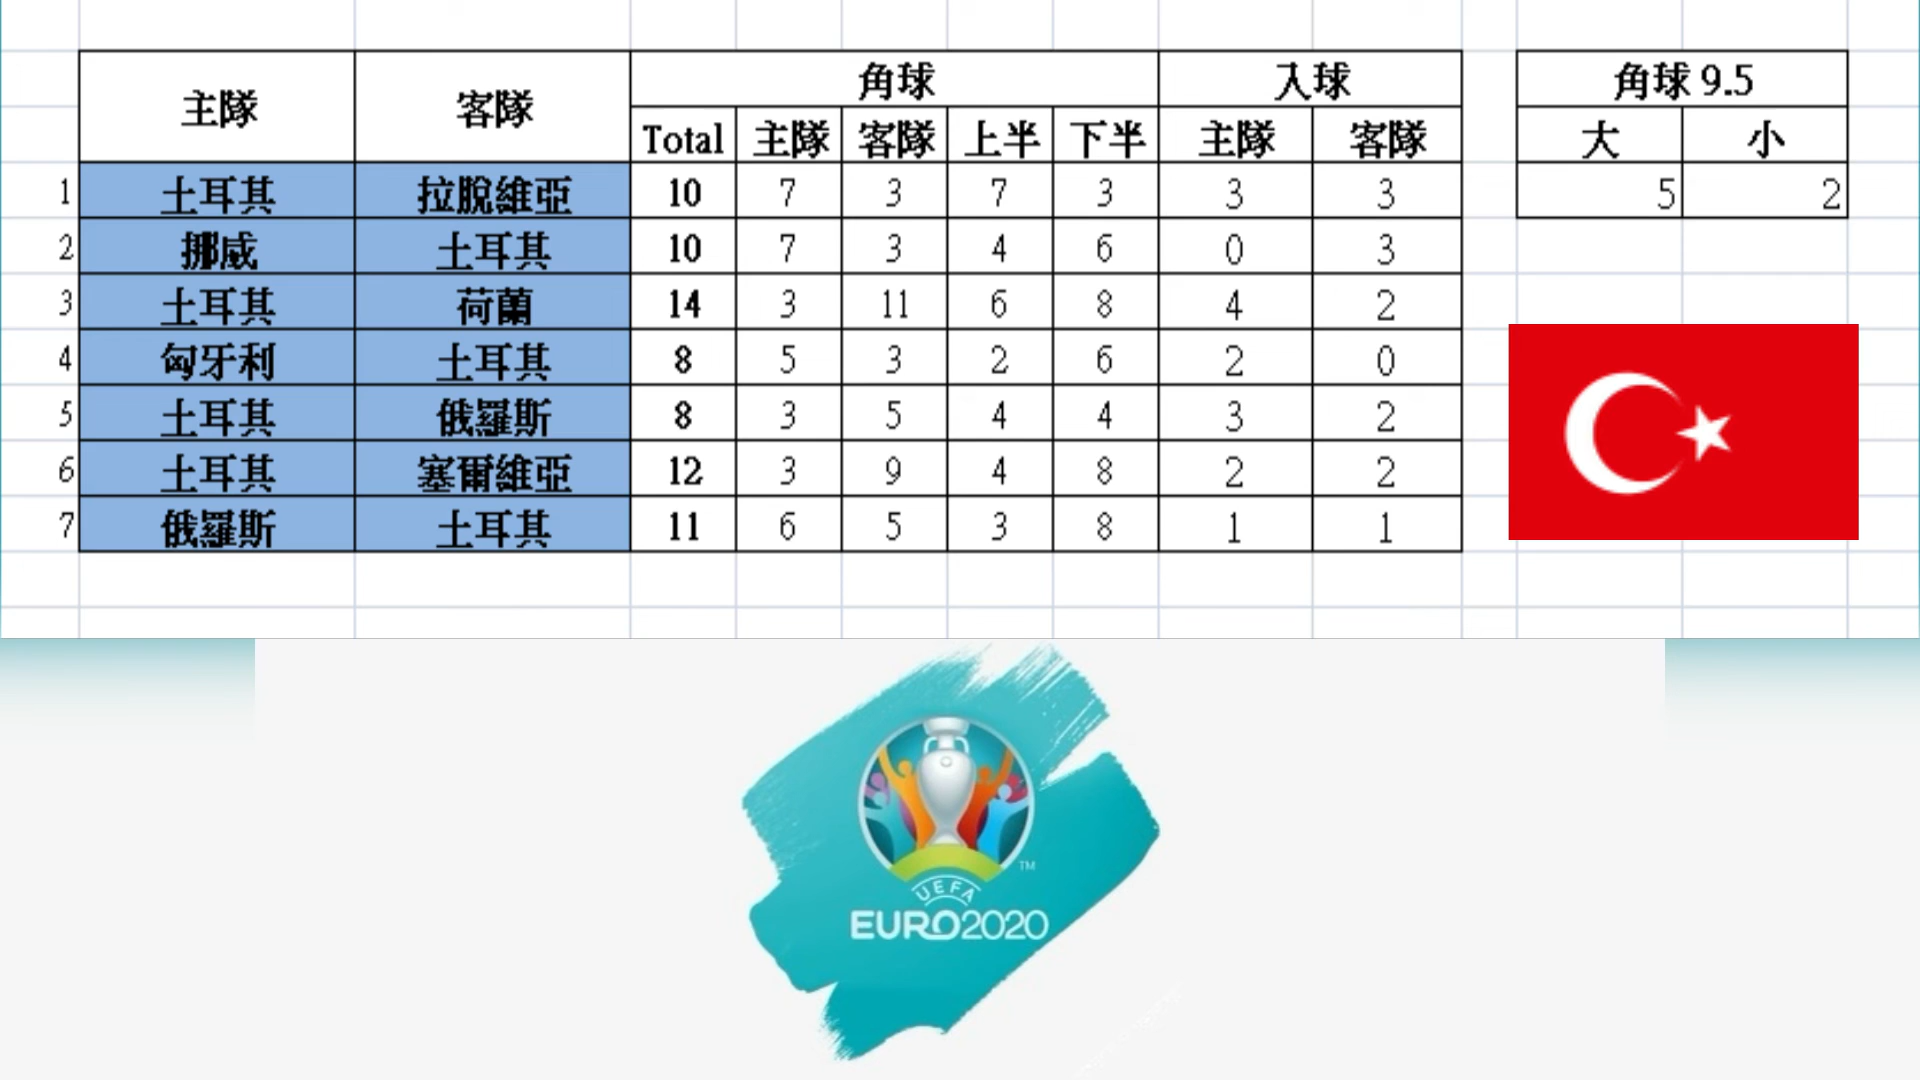 主隊 客隊 角球 入球 角球 9.5
Total 主隊 客隊 上半 下半 主隊 客隊 大 小
1 土耳其 拉脫維亞 10 7 3 7 3 3 3 5 2
2 挪威 土耳其 10 7 3 4 6 0 3
3 土耳其 荷蘭 14 3 11 6 8 4 2
4 匈牙利 土耳其 8 5 3 2 6 2 0
5 土耳其 俄羅斯 8 3 5 4 4 3 2
6 土耳其 塞爾維亞 12 3 9 4 8 2 2
7 俄羅斯 土耳其 11 6 5 3 8 1 1
TM
UEFA
EURO2020